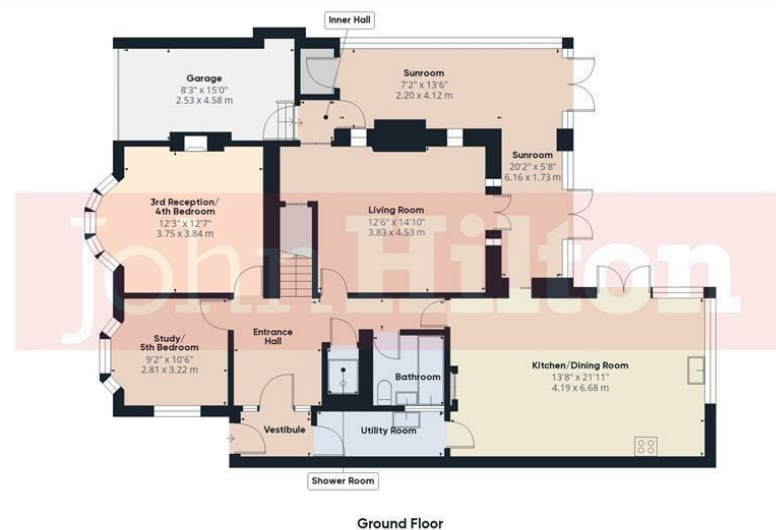 Inner Hall
Garage
8'3" x 15'0"
2.53 x 4.58 m
Sunroom
7'2" x 13'6"
2.20 x 4.12 m
Sunroom
20'2" x 5'8"
6.16 x 1.73 m
3rd Reception/
4th Bedroom
12'3" x 12'7"
3.75 x 3.84 m
Living Room
12'6" x 14'10"
3.83 x 4.53 m
John Hilton
Study/
5th Bedroom
9'2" x 10'6"
2.81 x 3.22 m
Entrance
Hall
Kitchen/Dining Room
13'8" x 21'11"
4.19 x 6.68 m
Bathroom
Vestibule
Utility Room
Shower Room
Ground Floor